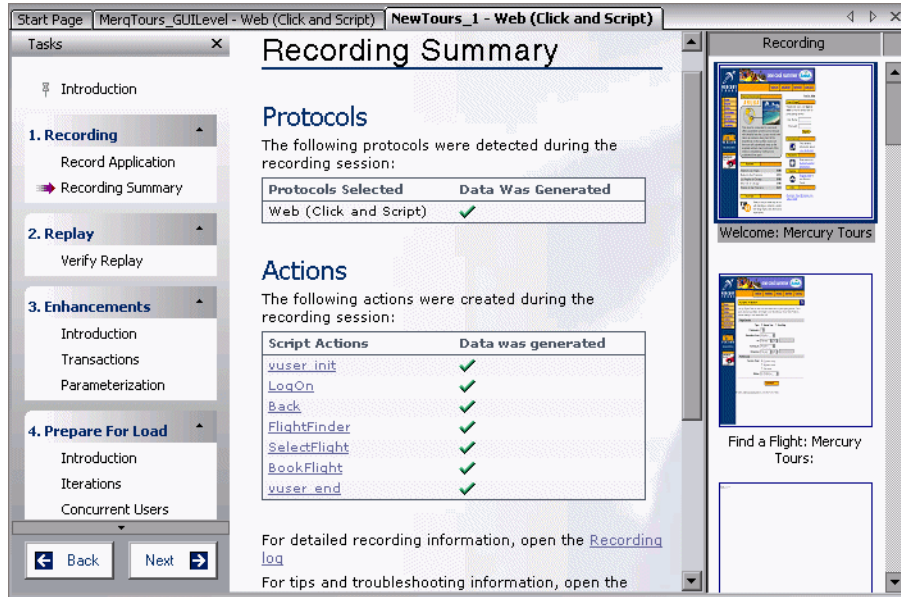 Start Page
MerqTours_GUILevel - Web (Click and Script)
NewTours_1 - Web (Click and Script)
Tasks
Introduction
1. Recording
Record Application
Recording Summary
2. Replay
Verify Replay
3. Enhancements
Introduction
Transactions
Parameterization
4. Prepare For Load
Introduction
Iterations
Concurrent Users
Back
Next
Recording Summary
Protocols
The following protocols were detected during the
recording session:
Protocols Selected Data Was Generated
Web (Click and Script)
Actions
The following actions were created during the
recording session:
Script Actions Data was generated
vuser_init
LogOn
Back
FlightFinder
SelectFlight
BookFlight
vuser_end
For detailed recording information, open the Recording
log
For tips and troubleshooting information, open the
Recording
Welcome: Mercury Tours
Find a Flight: Mercury
Tours: